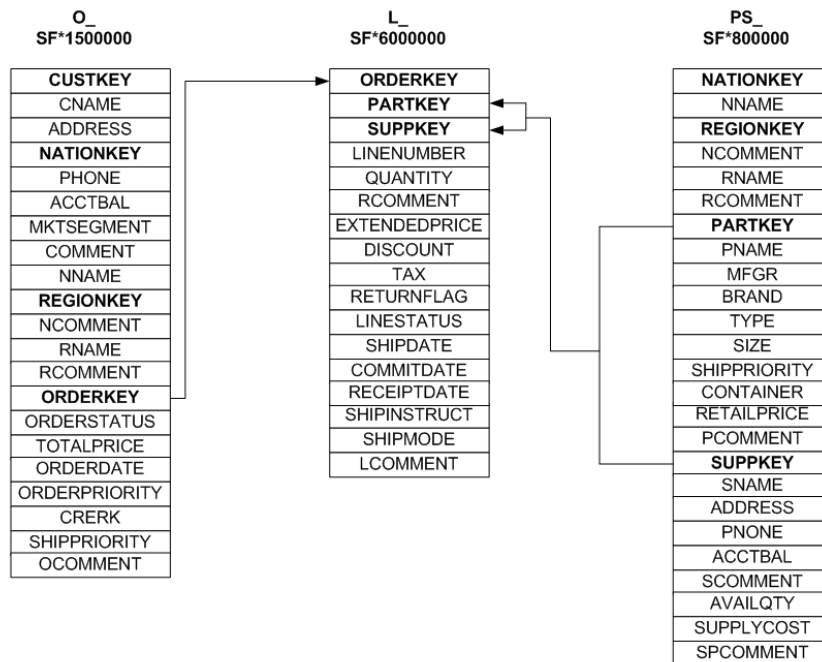 O_
SF*1500000
CUSTKEY
CNAME
ADDRESS
NATIONKEY
PHONE
ACCTBAL
MKTSEGMENT
COMMENT
NNAME
REGIONKEY
NCOMMENT
RNAME
RCOMMENT
ORDERKEY
ORDERSTATUS
TOTALPRICE
ORDERDATE
ORDERPRIORITY
CRERK
SHIPPRIORITY
OCOMMENT
L_
SF*6000000
ORDERKEY
PARTKEY
SUPPKEY
LINENUMBER
QUANTITY
RCOMMENT
EXTENDEDPRICE
DISCOUNT
TAX
RETURNFLAG
LINESTATUS
SHIPDATE
COMMITDATE
RECEIPTDATE
SHIPINSTRUCT
SHIPMODE
LCOMMENT
PS_
SF*800000
NATIONKEY
NNAME
REGIONKEY
NCOMMENT
RNAME
RCOMMENT
PARTKEY
PNAME
MFGR
BRAND
TYPE
SIZE
SHIPPRIORITY
CONTAINER
RETAILPRICE
PCOMMENT
SUPPKEY
SNAME
ADDRESS
PNONE
ACCTBAL
SCOMMENT
AVAILQTY
SUPPLYCOST
SPCOMMENT